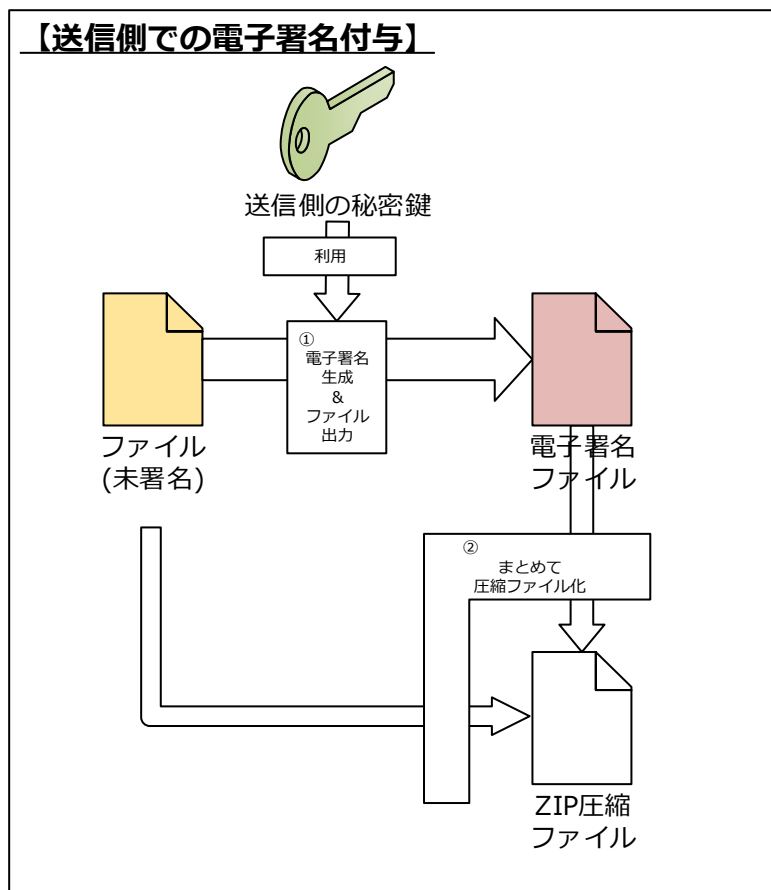 【送信側での電子署名付与】
送信側の秘密鍵
利用
①
電子署名
生成
&
ファイル
出力
ファイル
(未署名)
電子署名
ファイル
②
まとめて
圧縮ファイル化
ZIP圧縮
ファイル